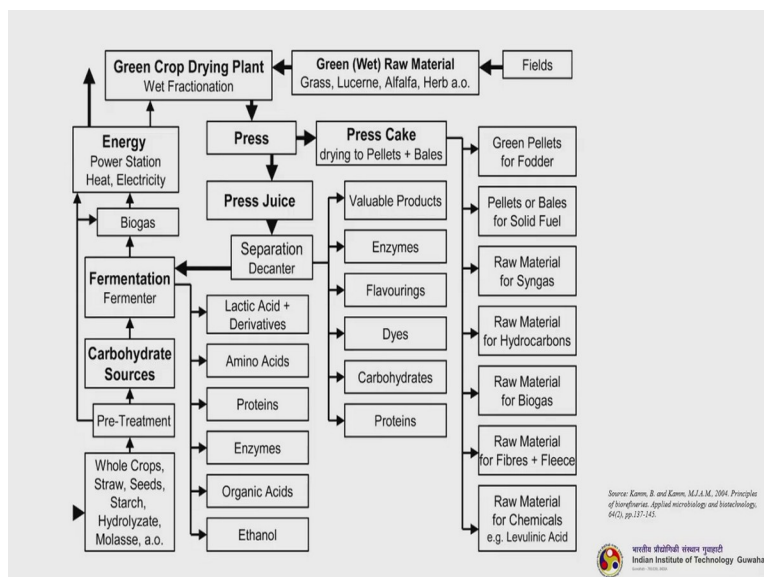 Green Crop Drying Plant
Wet Fractionation
Green (Wet) Raw Material
Grass, Lucerne, Alfalfa, Herb a.o.
Fields
Energy
Power Station
Heat, Electricity
Press
Press Cake
drying to Pellets + Bales
Green Pellets
for Fodder
Press Juice
Valuable Products
Pellets or Bales
for Solid Fuel
Biogas
Separation
Decanter
Enzymes
Raw Material
for Syngas
Fermentation
Fermenter
Flavourings
Lactic Acid +
Derivatives
Dyes
Raw Material
for Hydrocarbons
Carbohydrate
Sources
Amino Acids
Carbohydrates
Raw Material
for Biogas
Pre-Treatment
Proteins
Proteins
Whole Crops,
Straw, Seeds,
Starch,
Hydrolyzate,
Molasse, a.o.
Enzymes
Raw Material
for Fibres + Fleece
Organic Acids
Ethanol
Raw Material
for Chemicals
e.g. Levulinic Acid
Source: Kamm, B. and Kamm, M.J.A.M., 2004. Principles
of biorefineries. Applied microbiology and biotechnology,
64(2), pp.137-145.
भारतीय प्रौद्योगिकी संस्थान गुवाहाटी
Indian Institute of Technology Guwaha